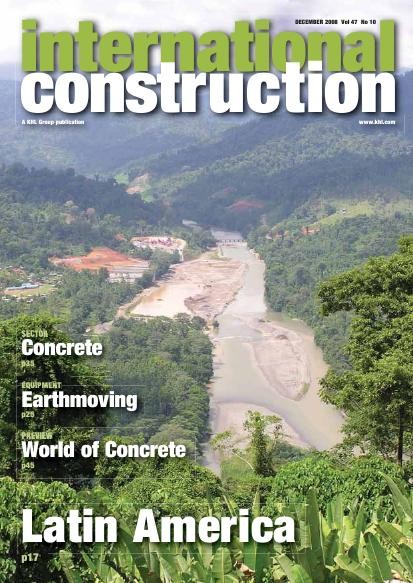 DECEMBER 2008 Vol 47 No 10
international
construction
A KHL Group publication
www.khl.com
SECTOR
Concrete
p35
EQUIPMENT
Earthmoving
p25
PREVIEW
World of Concrete
p45
Latin America
p17